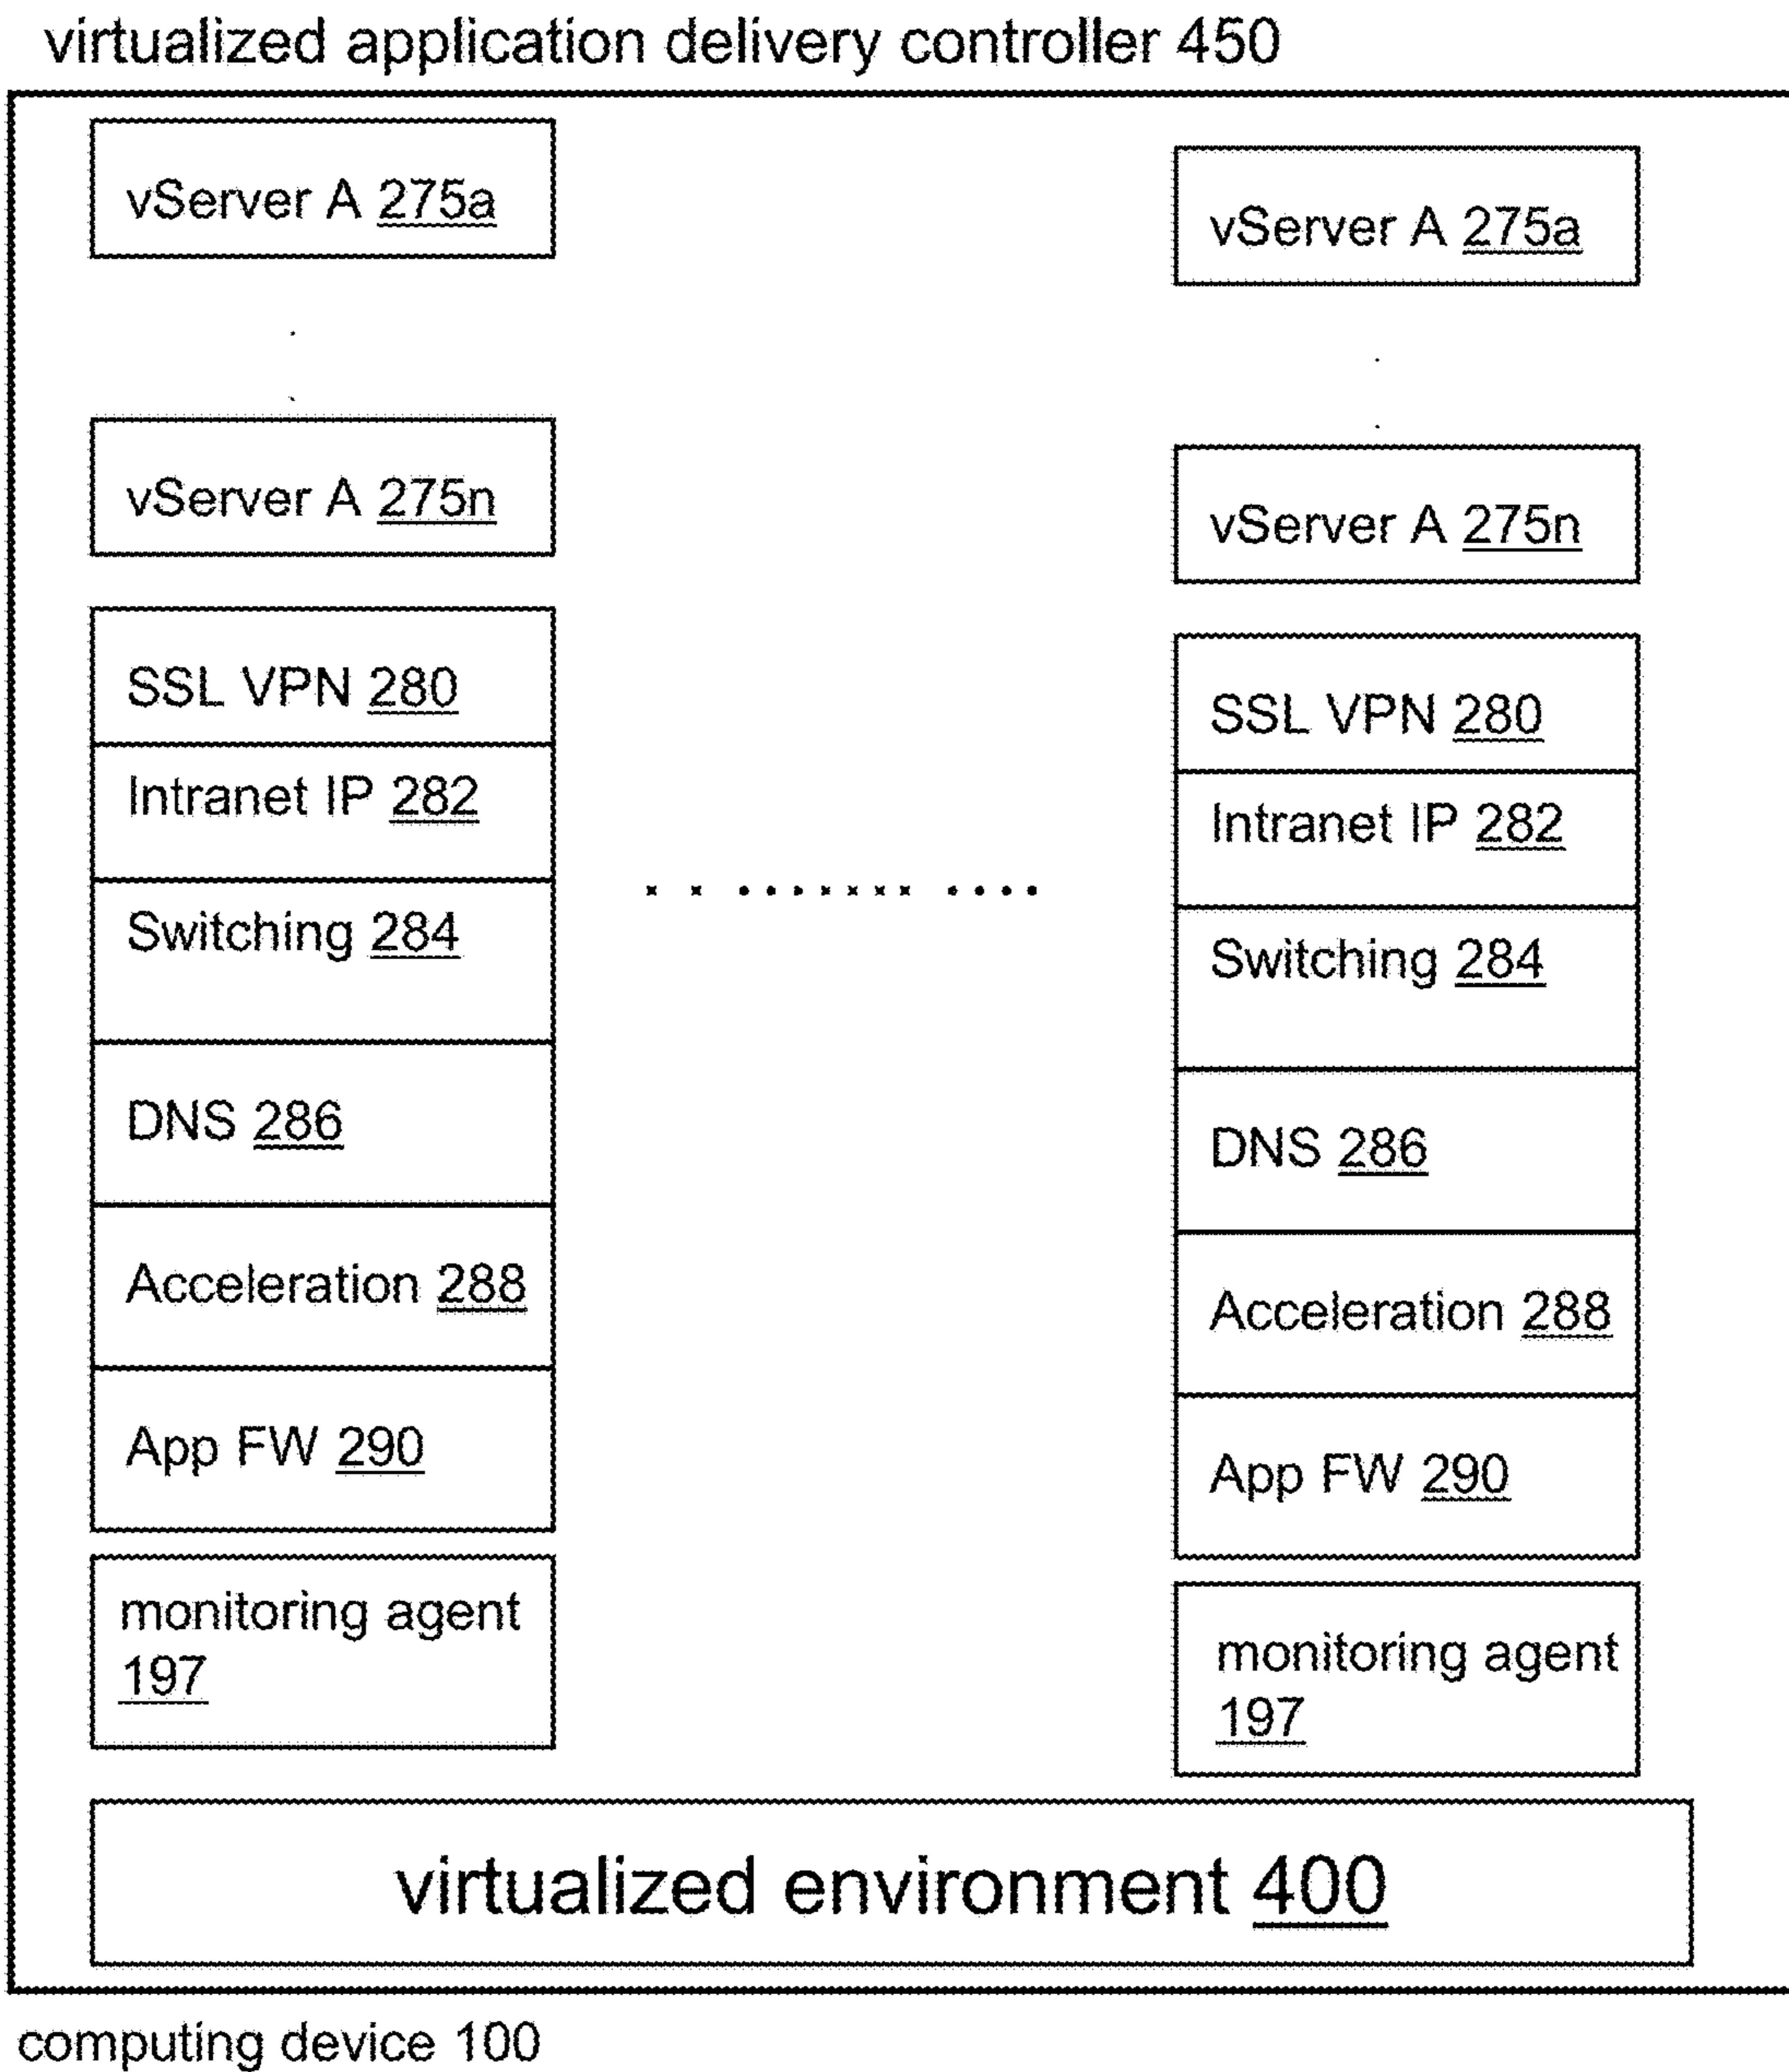 virtualized application delivery controller 450
vServer A 275a
vServer A 275n
SSL VPN 280
Intranet IP 282
Switching 284
DNS 286
Acceleration 288
App FW 290
monitoring agent
197
vServer A 275a
vServer A 275n
SSL VPN 280
Intranet IP 282
Switching 284
DNS 286
Acceleration 288
App FW 290
monitoring agent
197
virtualized environment 400
computing device 100